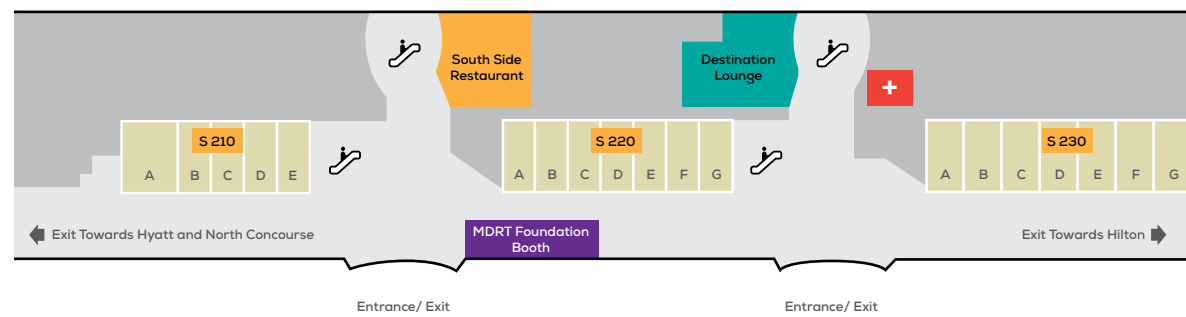 South Side
Restaurant
Destination
Lounge
+
S 210
A B C D E
S 220
A B C D E F G
S 230
A B C D E F G
Exit Towards Hyatt and North Concourse
MDRT Foundation
Booth
Exit Towards Hilton
Entrance/ Exit
Entrance/ Exit